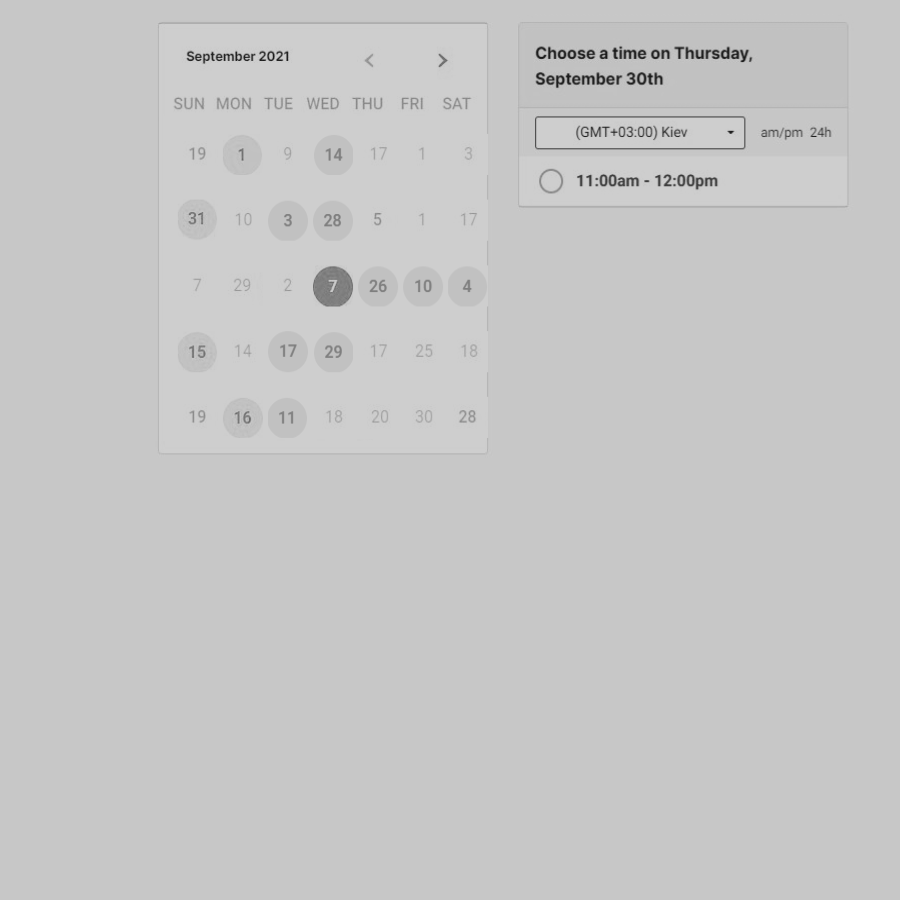 September 2021
SUN MON TUE WED THU FRI SAT
19 1 9 14 17 1 3
31 10 3 28 5 1 17
7 29 2 7 26 10 4
15 14 17 29 17 25 18
19 16 11 18 20 30 28
Choose a time on Thursday,
September 30th
(GMT+03:00) Kiev am/pm 24h
11:00am - 12:00pm